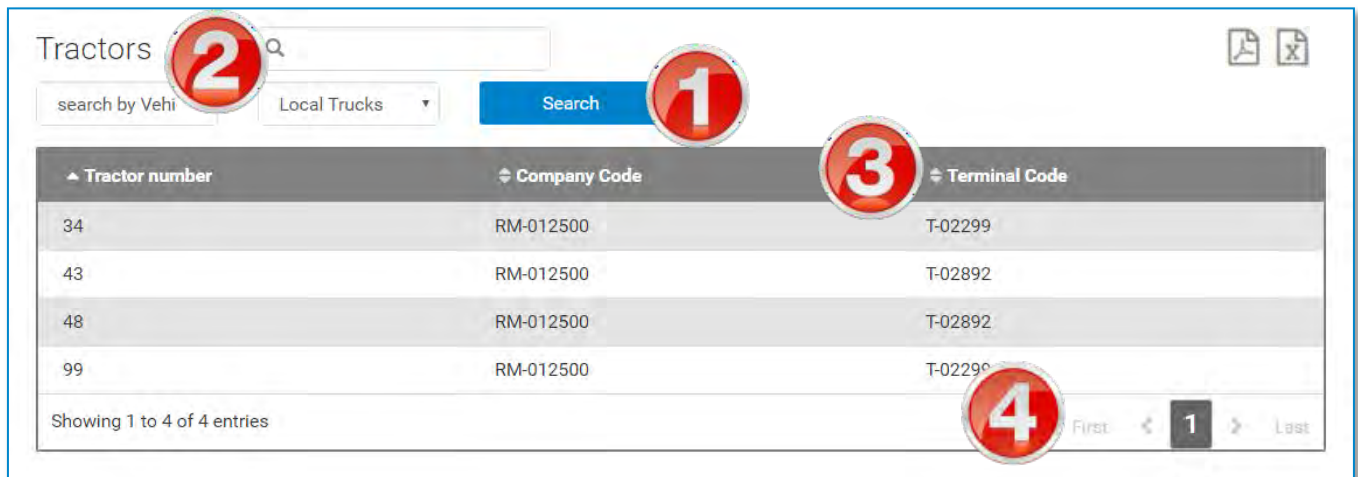 Tractors
2
search by Vehi
Local Trucks
Search
1
3
Tractor number Company Code Terminal Code
34 RM-012500 T-02299
43 RM-012500 T-02892
48 RM-012500 T-02892
99 RM-012500 T-02299
Showing 1 to 4 of 4 entries
4
First 1 Last